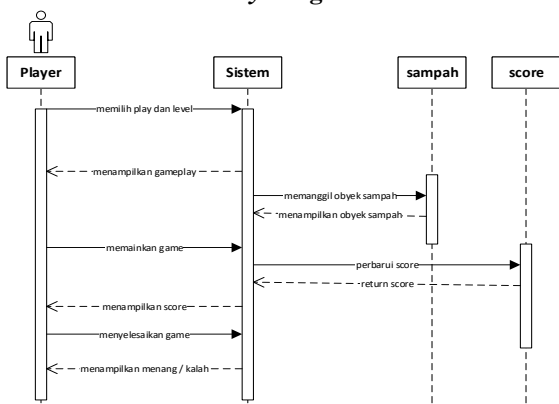 Player
Sistem
sampah
score
memilih play dan level
menampilkan gameplay
memanggil obyek sampah
menampilkan obyek sampah
memainkan game
perbarui score
return score
menampilkan score
menyelesaikan game
menampilkan menang / kalah